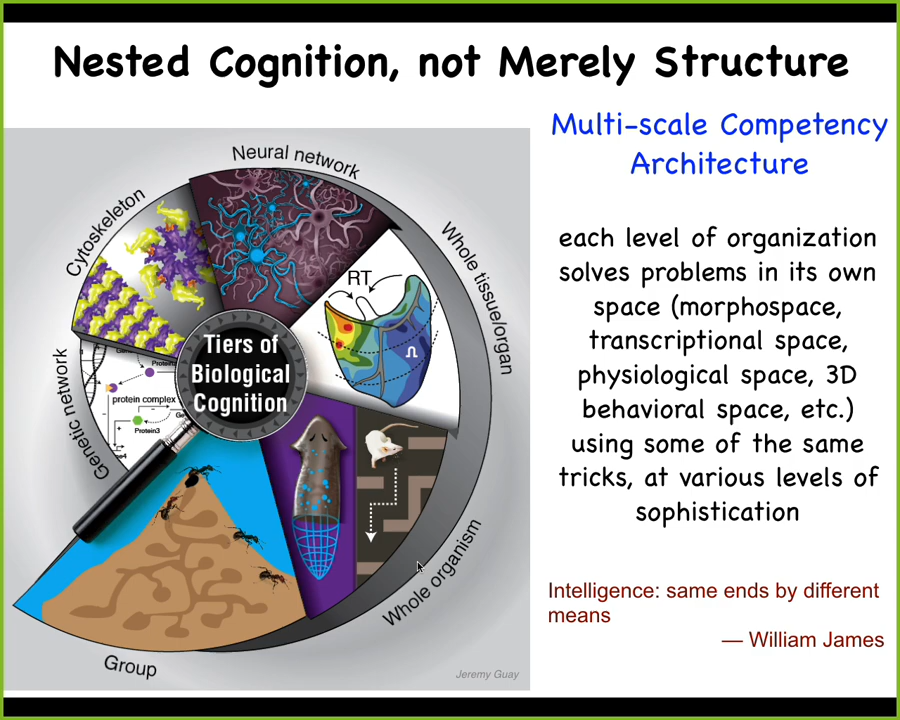 Nested Cognition, not Merely Structure
Multi-scale Competency
Architecture
each level of organization
solves problems in its own
space (morphospace,
transcriptional space,
physiological space, 3D
behavioral space, etc.)
using some of the same
tricks, at various levels of
sophistication
Intelligence: same ends by different
means
— William James
Neural network
Cytoskeleton
Whole tissue/organ
RT
Ω
Tiers of
Biological
Cognition
Genetic network
protein complex
Protein3
Whole organism
Group
Jeremy Guay